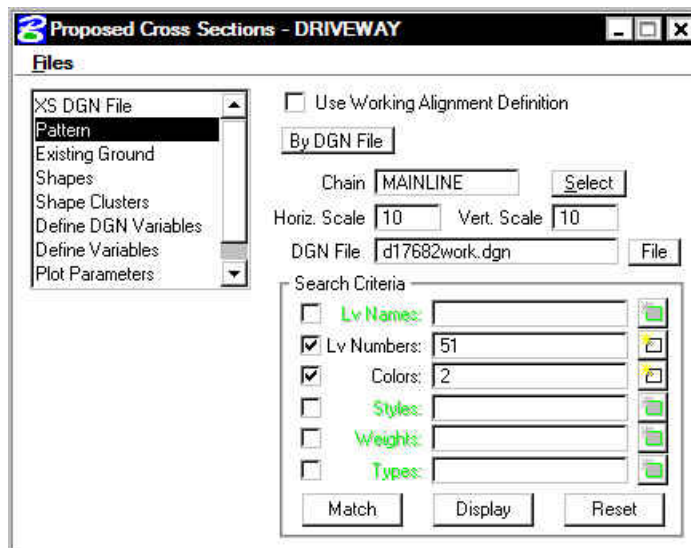 Proposed Cross Sections - DRIVEWAY
Files
XS DGN File
Pattern
Existing Ground
Shapes
Shape Clusters
Define DGN Variables
Define Variables
Plot Parameters
Use Working Alignment Definition
By DGN File
Chain MAINLINE Select
Horiz. Scale 10 Vert. Scale 10
DGN File d17682work.dgn File
Search Criteria
Lv Names:
Lv Numbers: 51
Colors: 2
Styles:
Weights:
Types:
Match Display Reset